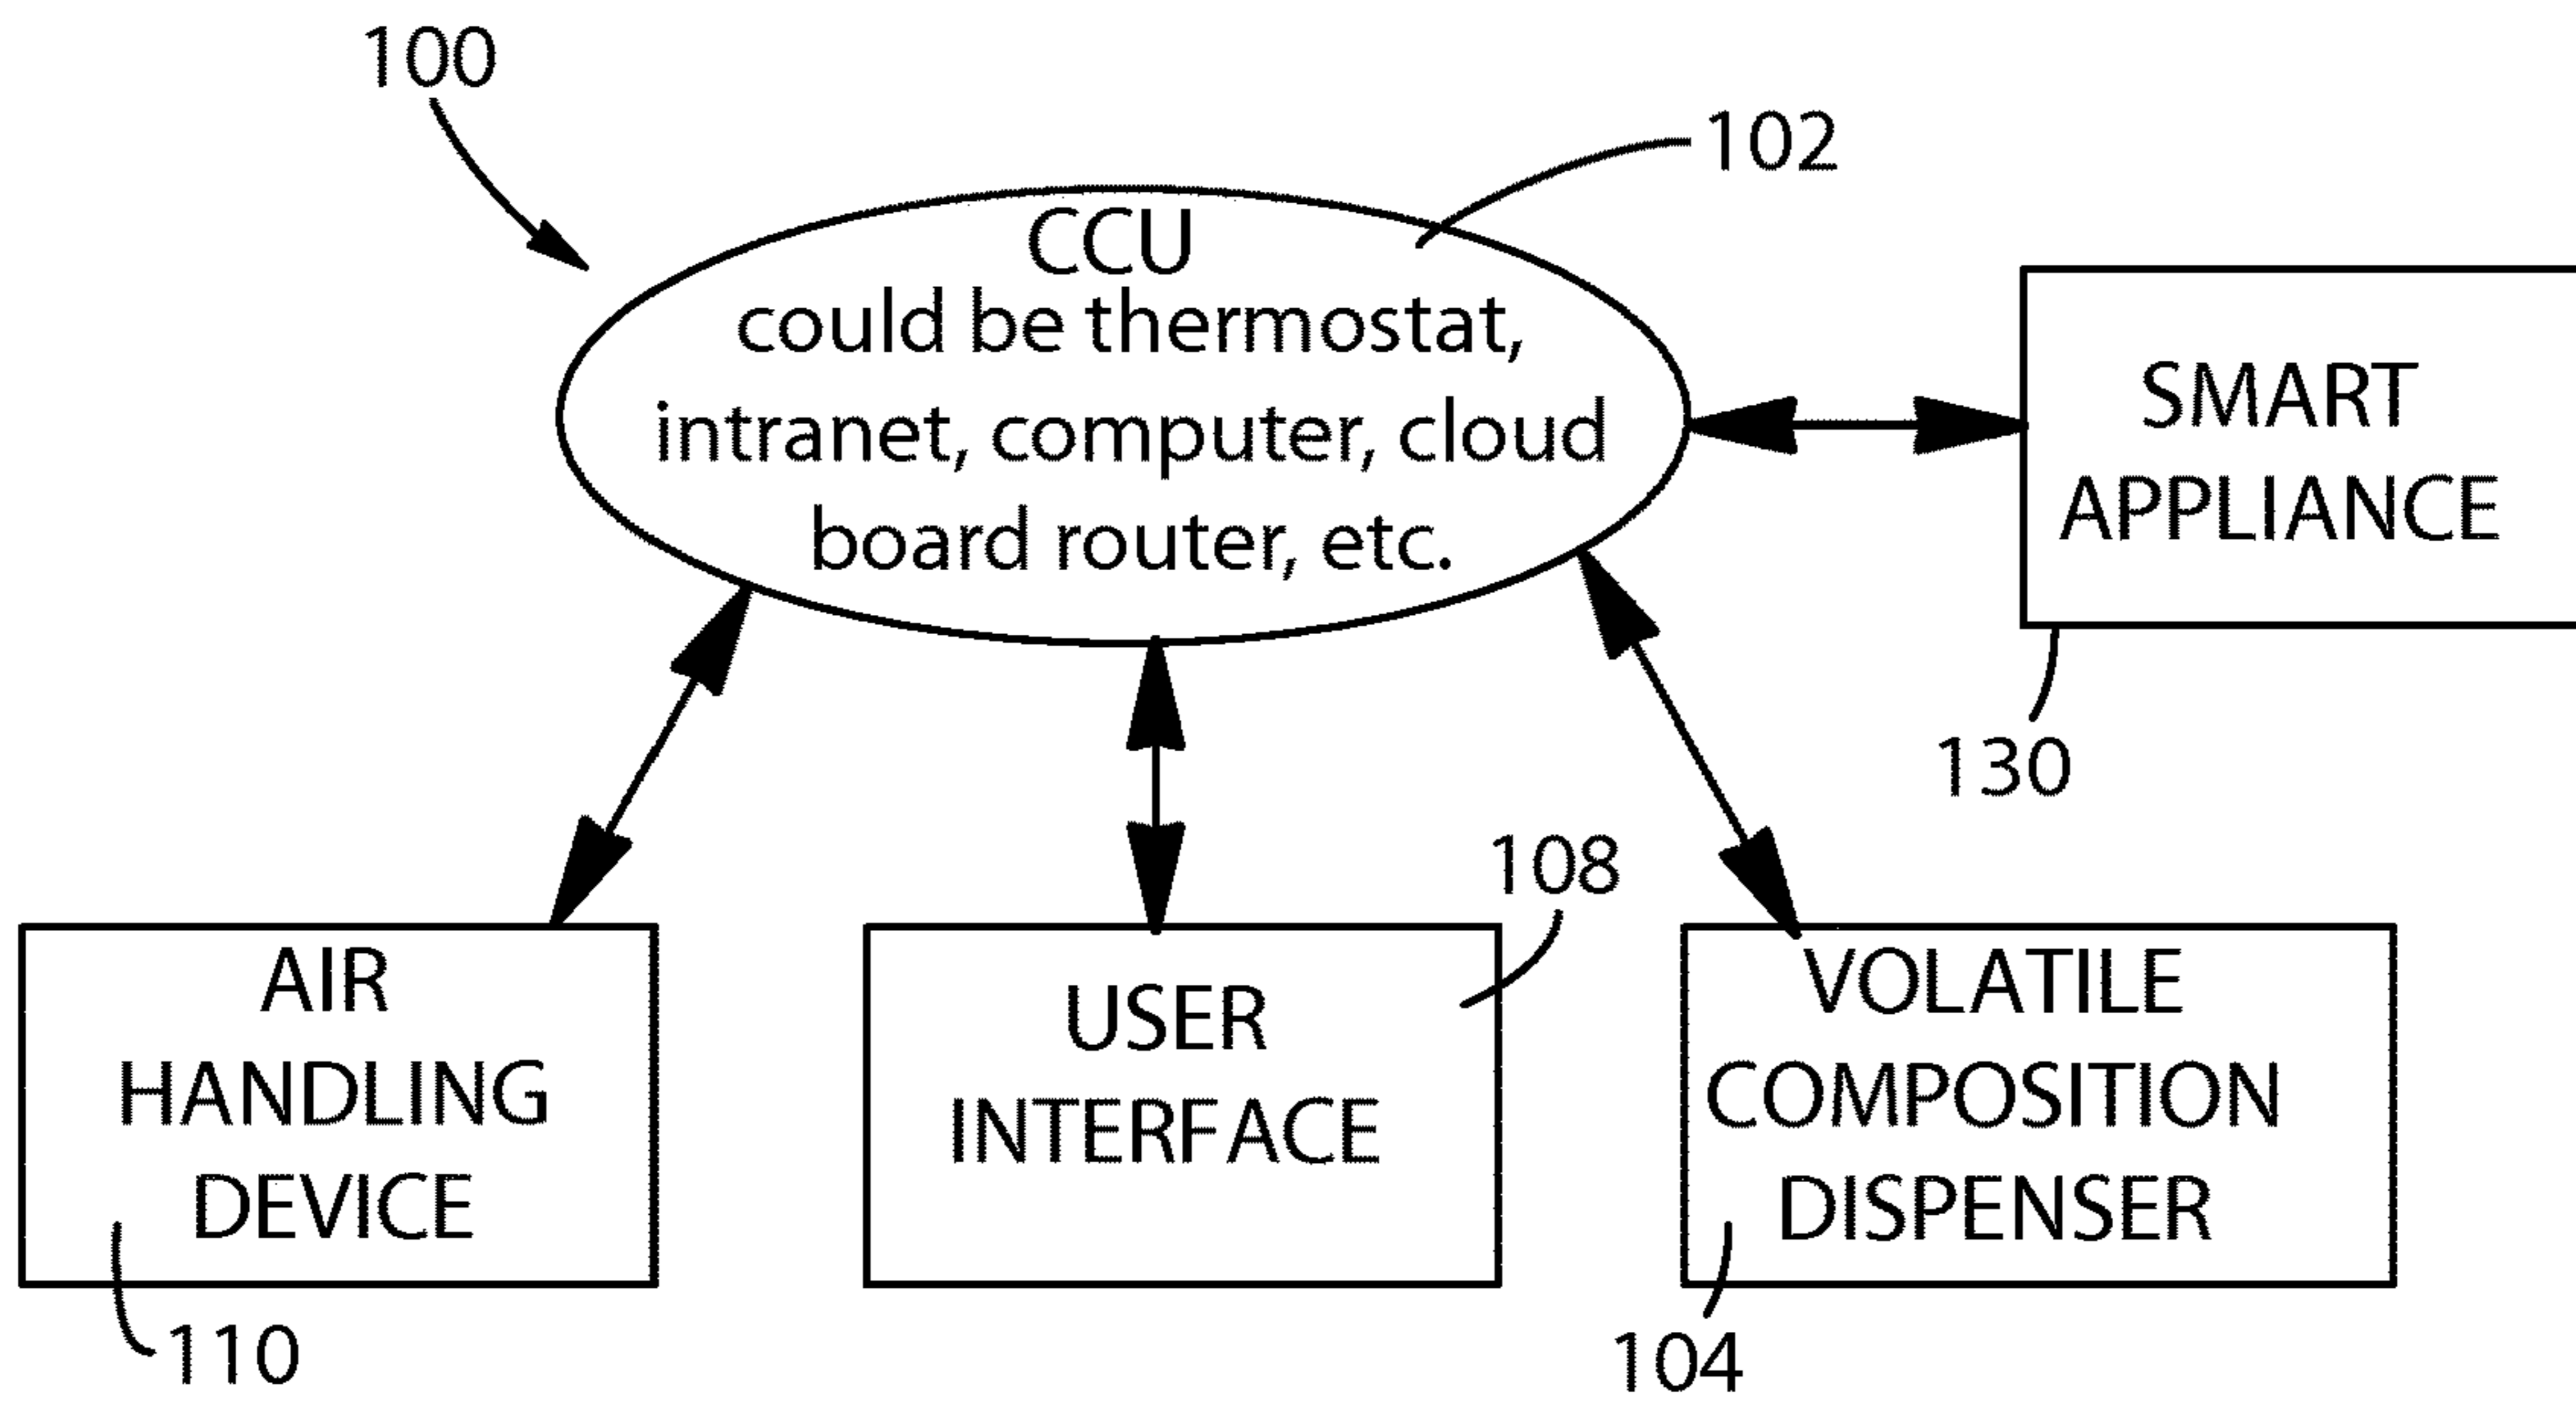 100
102
CCU
could be thermostat,
intranet, computer, cloud
board router, etc.
SMART
APPLIANCE
130
108
AIR
HANDLING
DEVICE
110
USER
INTERFACE
VOLATILE
COMPOSITION
DISPENSER
104